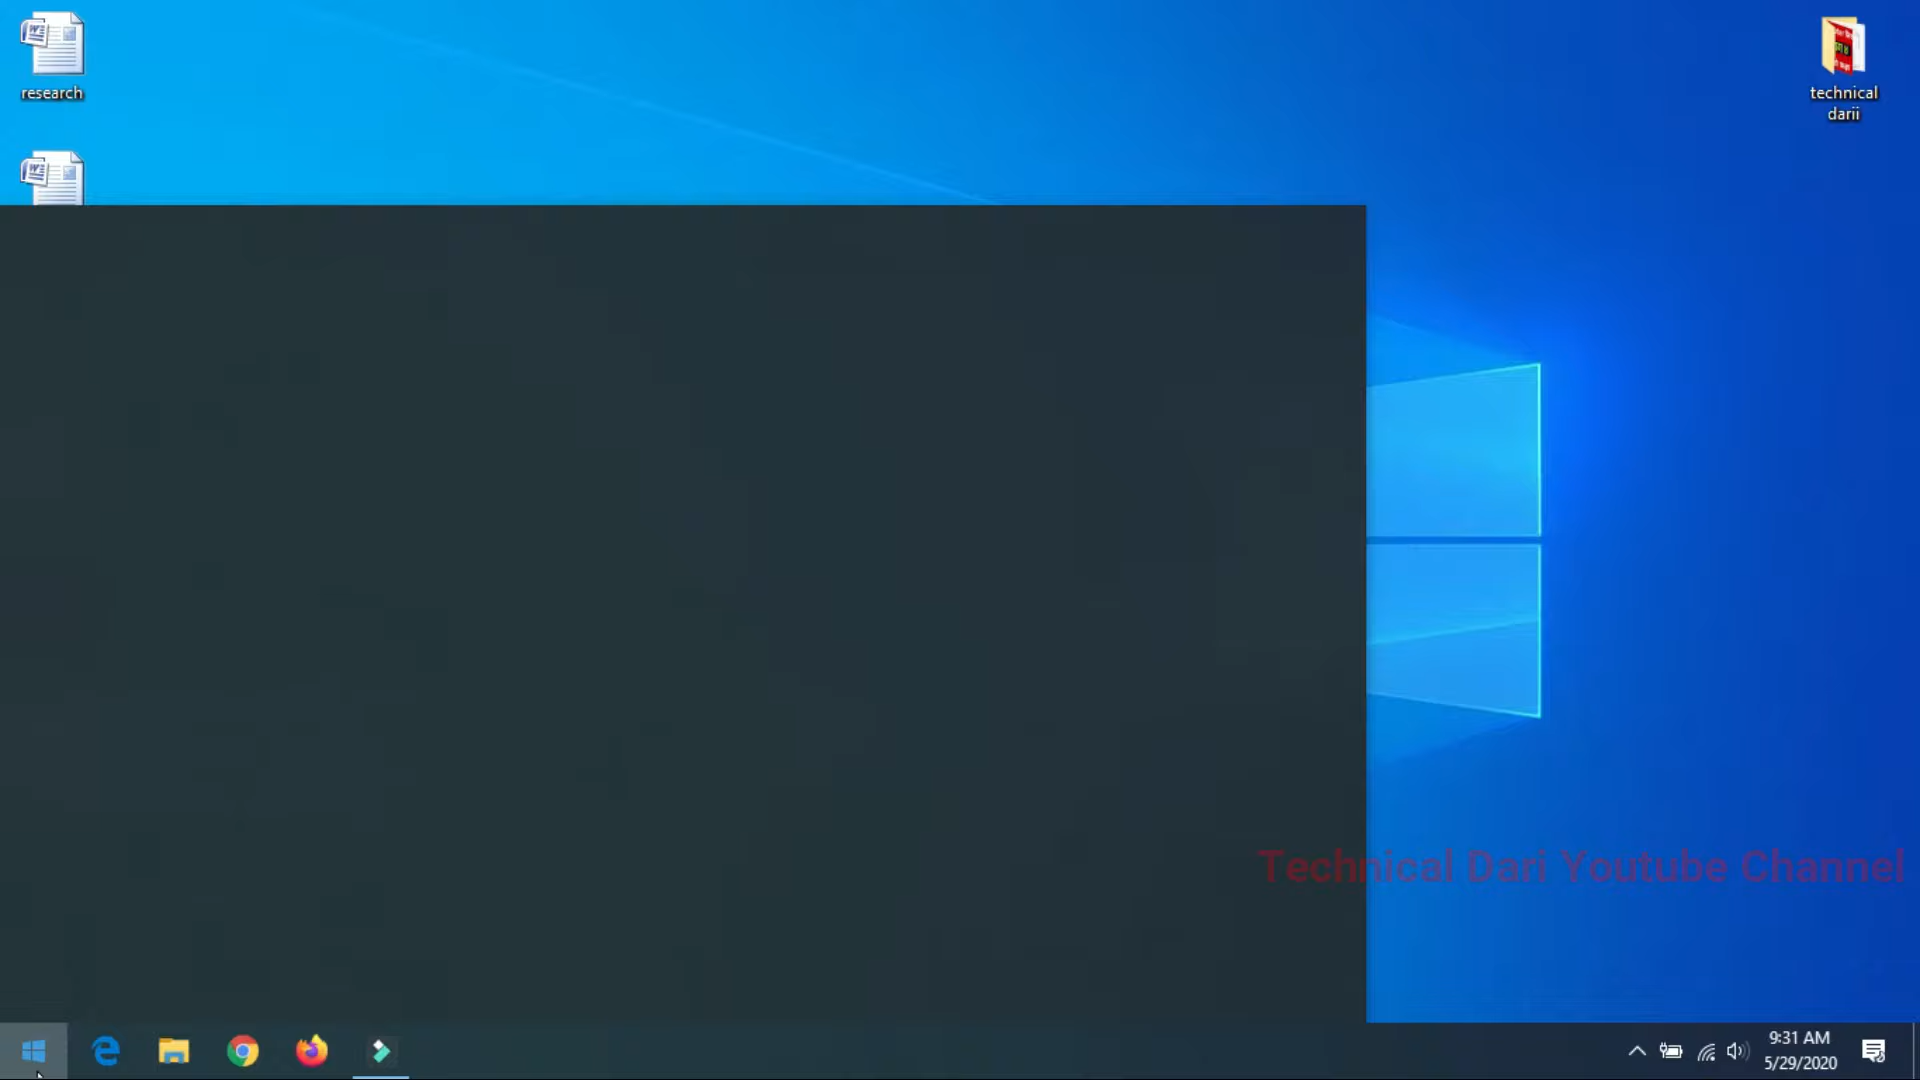 research
technical
darii
Technical Dari Youtube Channel
9:31 AM
5/29/2020